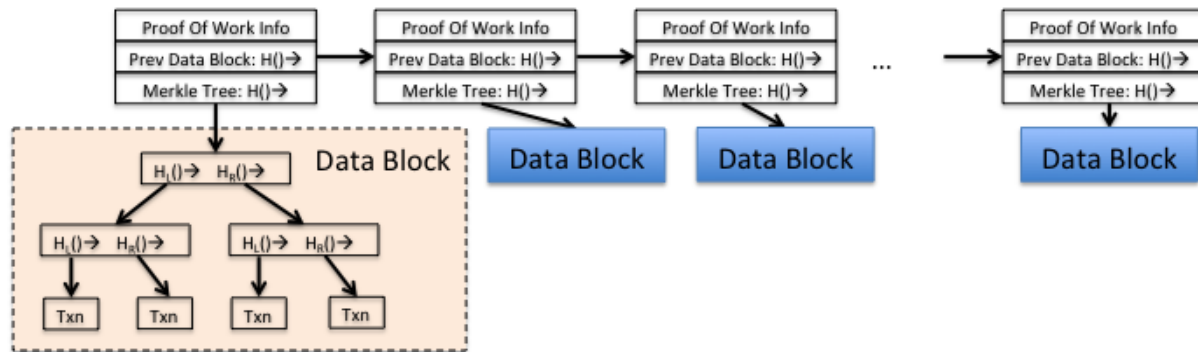 Proof Of Work Info
Prev Data Block: H()→
Merkle Tree: H()→
Proof Of Work Info
Prev Data Block: H()→
Merkle Tree: H()→
Proof Of Work Info
Prev Data Block: H()→
Merkle Tree: H()→
...
Proof Of Work Info
Prev Data Block: H()→
Merkle Tree: H()→
Data Block
H_L()→ H_R()→
H_L()→ H_R()→
H_L()→ H_R()→
Txn
Txn
Txn
Txn
Data Block
Data Block
Data Block